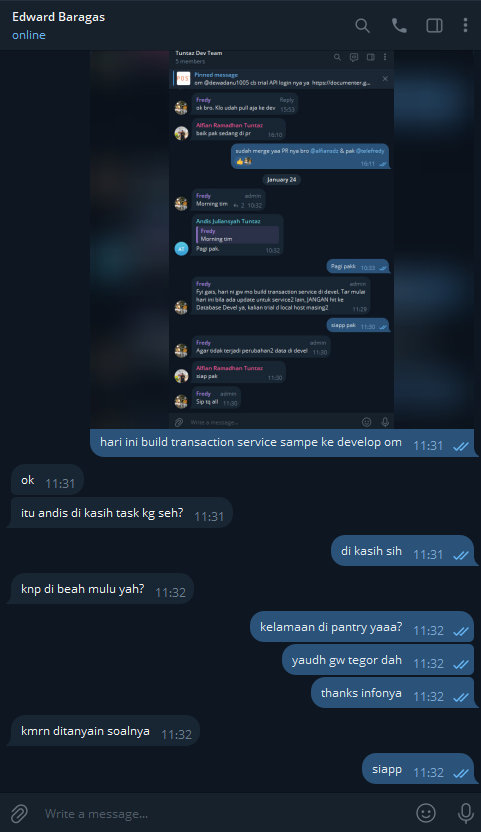 Edward Baragas
online
Tuntaz Dev Team
5 members
Pinned message
om @dewadanu1005 cb trial API login nya ya https://documenter.g...
Fredy Reply
ok bro. Klo udah pull aja ke dev 15:53
Alfian Ramadhan Tuntaz
baik pak sedang di pr 16:10
sudah merge yaa PR nya bro @alfianrdz & pak @telefredy
👍🙏 16:11
January 24
Fredy admin
Morning tim 2 10:32
Andis Juliansyah Tuntaz
Fredy
Morning tim
AT Pagi pak. 10:32
Pagi pakk 10:33
Fredy admin
Fyi gais, hari ni gw mo build transaction service di devel. Tar mulai
hari ini bila ada update untuk service2 lain, JANGAN hit ke
Database Devel ya, kalian trial d local host masing2
11:29
siapp pak 11:30
Fredy admin
Agar tidak terjadi perubahan2 data di devel 11:30
Alfian Ramadhan Tuntaz
siap pak 11:30
Fredy admin
Sip tq all 11:30
Write a message...
hari ini build transaction service sampe ke develop om 11:31
ok 11:31
itu andis di kasih task kg seh? 11:31
di kasih sih 11:31
knp di beah mulu yah? 11:32
kelamaan di pantry yaaa? 11:32
yaudh gw tegor dah 11:32
thanks infonya 11:32
kmrn ditanyain soalnya 11:32
siapp 11:32
Write a message...